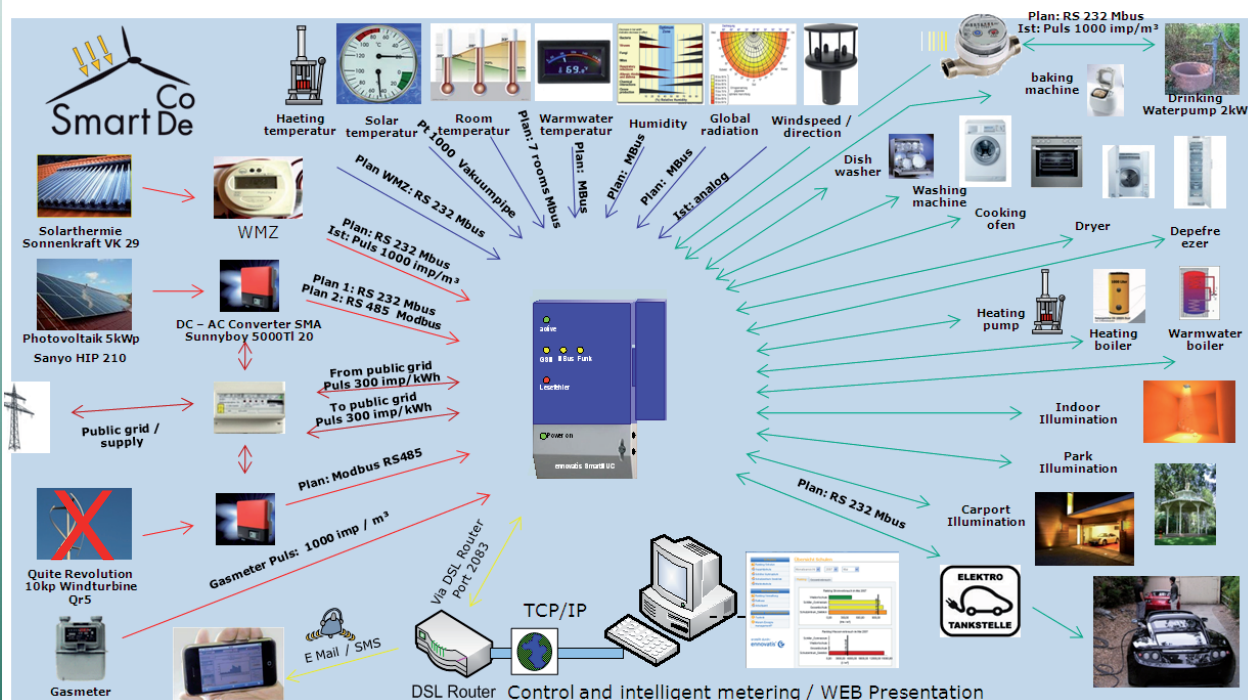 Smart
Co
De
Haeting
temperatur
Solar
temperatur
Room
temperatur
Warmwater
temperatur
Humidity
Global
radiation
Windspeed /
direction
Plan: RS 232 Mbus
Ist: Puls 1000 imp/m³
baking
machine
Drinking
Waterpump 2kW
Dish
washer
Washing
machine
Cooking
ofen
Dryer
Depefre
ezer
Plan WMZ: RS 232 Mbus
Pt 1000 Vakuumpipe
Plan: 7 rooms Mbus
Plan: MBus
Plan: MBus
Plan: MBus
Ist: analog
Solarthermie
Sonnenkraft VK 29
WMZ
Plan: RS 232 Mbus
Ist: Puls 1000 imp/m³
Photovoltaik 5kWp
Sanyo HIP 210
DC – AC Converter SMA
Sunnyboy 5000Tl 20
Plan 1: RS 232 Mbus
Plan 2: RS 485 Modbus
active
GSM
Bus Funk
Lesefehler
Power on
ennovatis Smartbox
Heating
pump
Heating
boiler
Warmwater
boiler
From public grid
Puls 300 imp/kWh
To public grid
Puls 300 imp/kWh
Public grid /
supply
Indoor
Illumination
Park
Illumination
Carport
Illumination
Plan: RS 232 Mbus
Plan: Modbus RS485
Quite Revolution
10kp Windturbine
Qr5
Gasmeter Puls: 1000 imp / m³
Gasmeter
E Mail / SMS
Via DSL Router
Port 2083
TCP/IP
DSL Router
Control and intelligent metering / WEB Presentation
ennovatis
ELEKTRO
TANKSTELLE